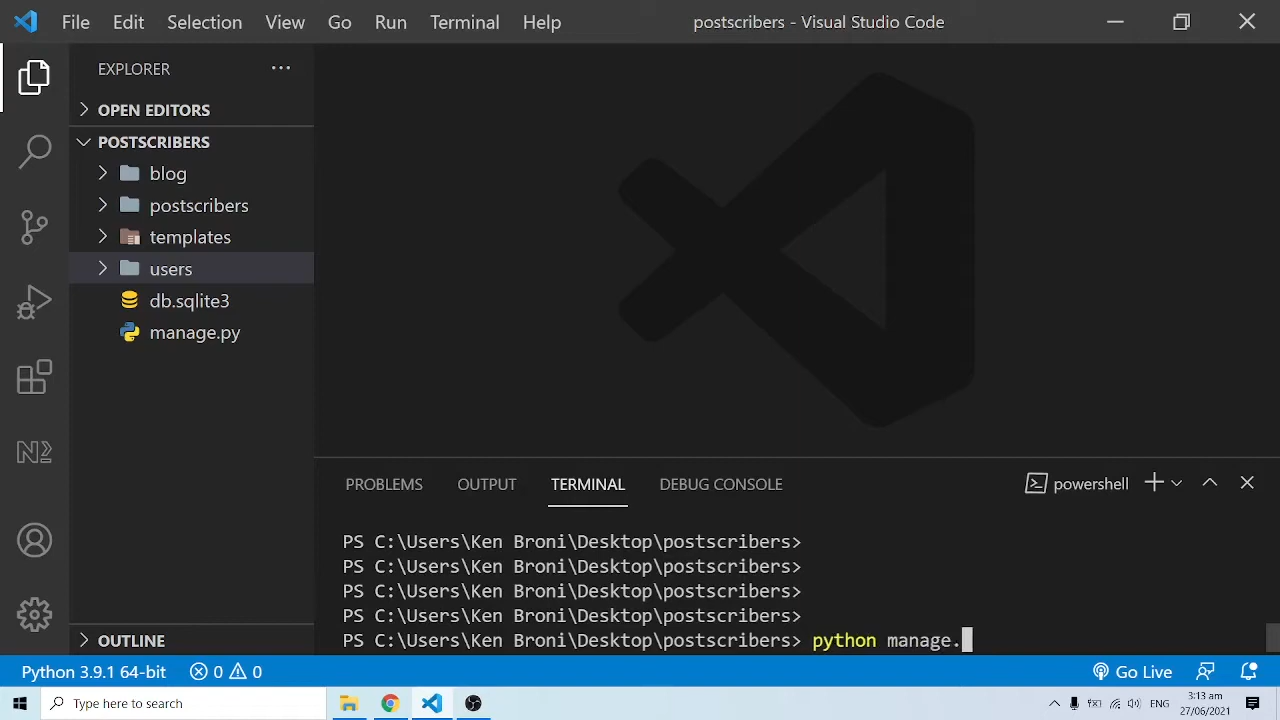 File Edit Selection View Go Run Terminal Help
postscribers - Visual Studio Code
EXPLORER
OPEN EDITORS
POSTSCRIBERS
blog
postscribers
templates
users
db.sqlite3
manage.py
OUTLINE
PROBLEMS OUTPUT TERMINAL DEBUG CONSOLE
powershell
PS C:\Users\Ken Broni\Desktop\postscribers>
PS C:\Users\Ken Broni\Desktop\postscribers>
PS C:\Users\Ken Broni\Desktop\postscribers>
PS C:\Users\Ken Broni\Desktop\postscribers>
PS C:\Users\Ken Broni\Desktop\postscribers> python manage.
Python 3.9.1 64-bit 0 0 Go Live
Type here to search
3:13 am
27/06/2021